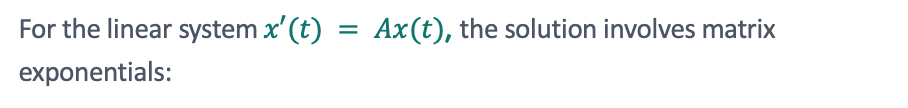 For the linear system x′(t) = Ax(t), the solution involves matrix
exponentials: